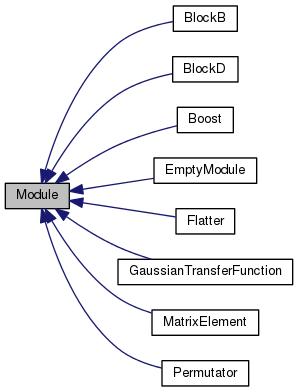 BlockB
BlockD
Boost
EmptyModule
Module
Flatter
GaussianTransferFunction
MatrixElement
Permutator